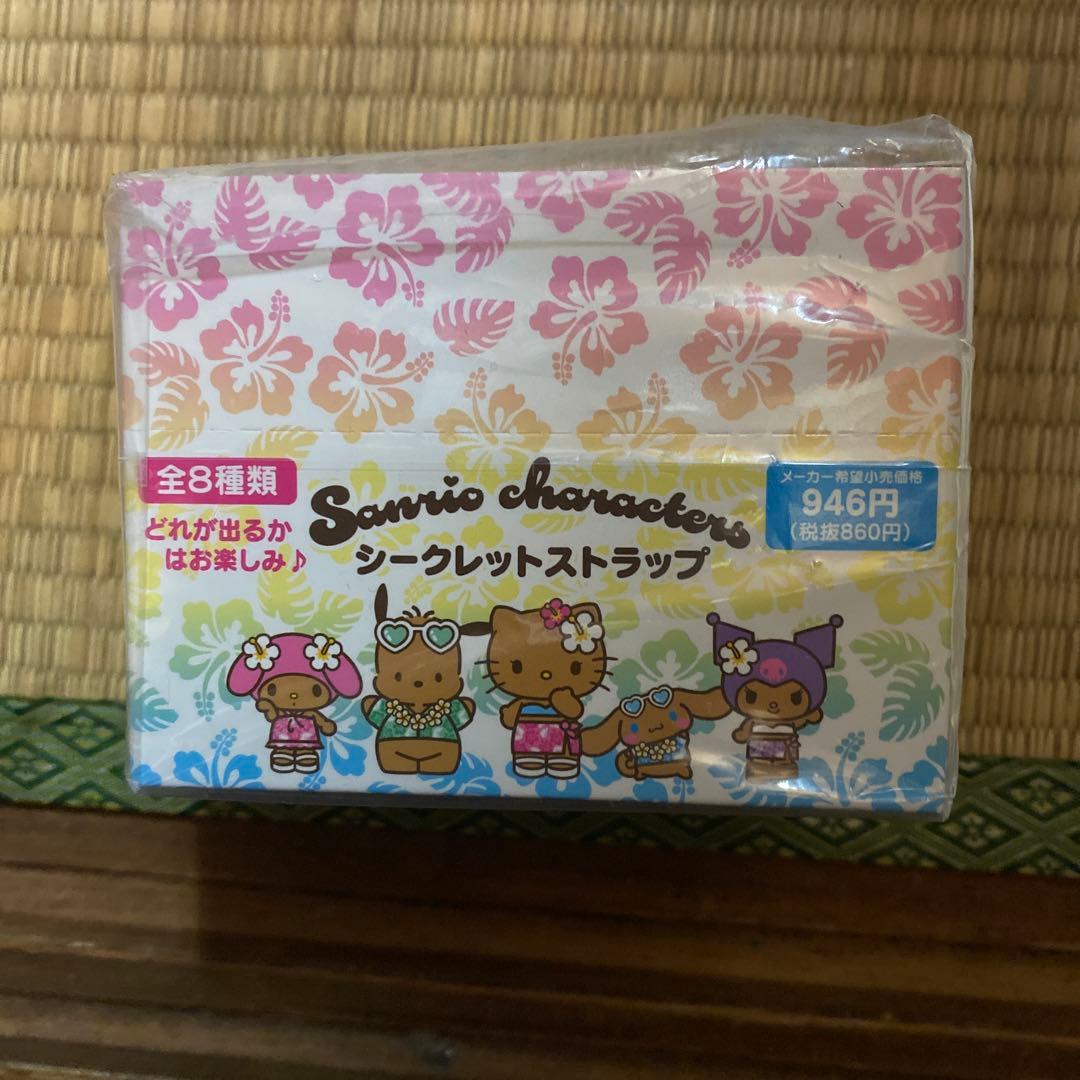 全8種類
どれが出るか
はお楽しみ♪
Sanrio characters
シークレットストラップ
メーカー希望小売価格
946円
(税抜860円)